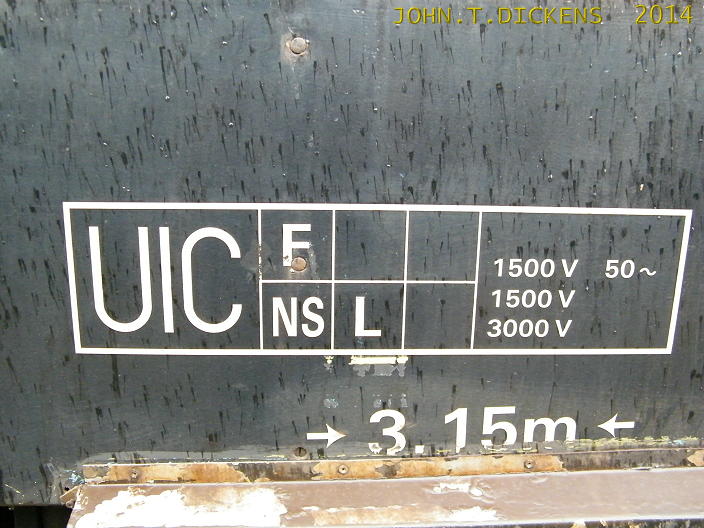 JOHN.T.DICKENS 2014
UIC F
NS L
1500 V 50~
1500 V
3000 V
→ 3.15m ←